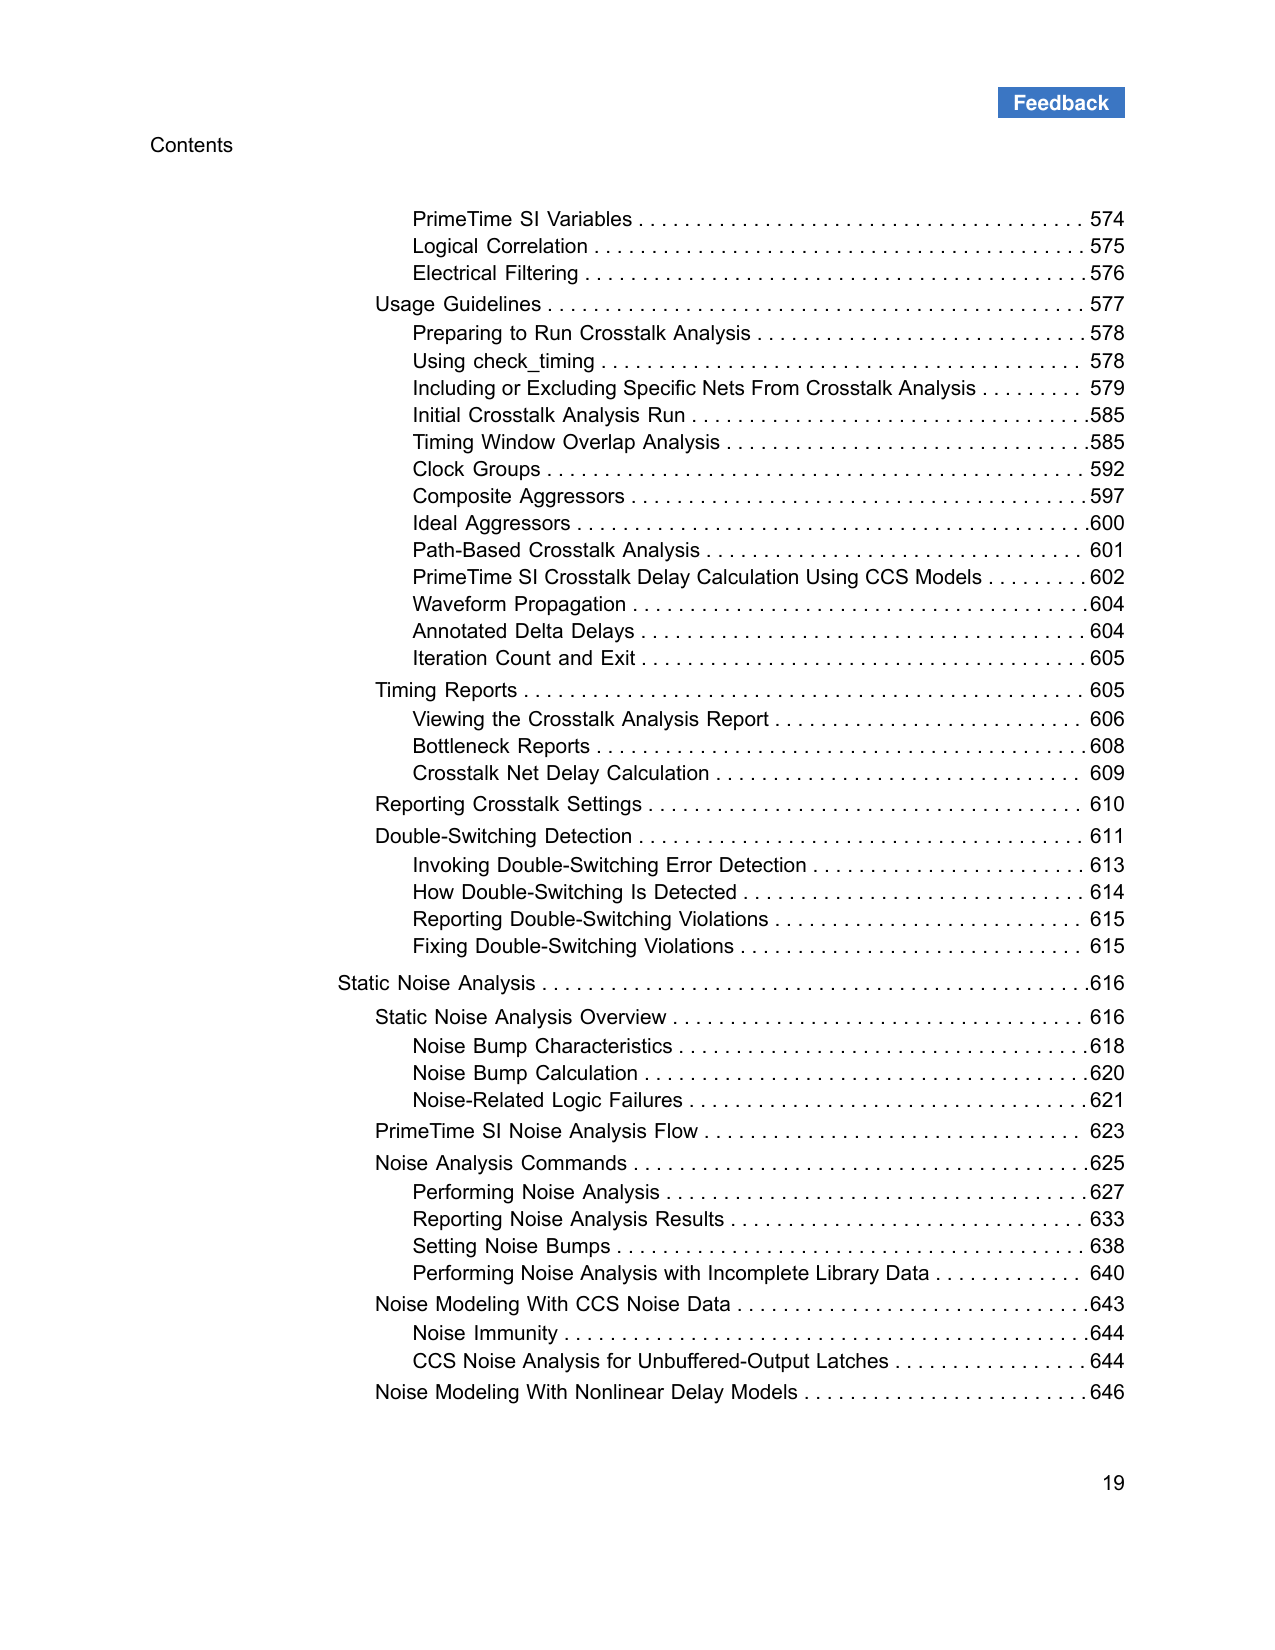 Feedback
Contents
PrimeTime SI Variables . . . . . . . . . . . . . . . . . . . . . . . . . . . . . . . . . . . . . . . 574
Logical Correlation . . . . . . . . . . . . . . . . . . . . . . . . . . . . . . . . . . . . . . . . . . . 575
Electrical Filtering . . . . . . . . . . . . . . . . . . . . . . . . . . . . . . . . . . . . . . . . . . . . 576
Usage Guidelines . . . . . . . . . . . . . . . . . . . . . . . . . . . . . . . . . . . . . . . . . . . . . . . 577
Preparing to Run Crosstalk Analysis . . . . . . . . . . . . . . . . . . . . . . . . . . . . . 578
Using check_timing . . . . . . . . . . . . . . . . . . . . . . . . . . . . . . . . . . . . . . . . . . 578
Including or Excluding Specific Nets From Crosstalk Analysis . . . . . . . . . 579
Initial Crosstalk Analysis Run . . . . . . . . . . . . . . . . . . . . . . . . . . . . . . . . . . .585
Timing Window Overlap Analysis . . . . . . . . . . . . . . . . . . . . . . . . . . . . . . . .585
Clock Groups . . . . . . . . . . . . . . . . . . . . . . . . . . . . . . . . . . . . . . . . . . . . . . . 592
Composite Aggressors . . . . . . . . . . . . . . . . . . . . . . . . . . . . . . . . . . . . . . . . 597
Ideal Aggressors . . . . . . . . . . . . . . . . . . . . . . . . . . . . . . . . . . . . . . . . . . . . .600
Path-Based Crosstalk Analysis . . . . . . . . . . . . . . . . . . . . . . . . . . . . . . . . . 601
PrimeTime SI Crosstalk Delay Calculation Using CCS Models . . . . . . . . . 602
Waveform Propagation . . . . . . . . . . . . . . . . . . . . . . . . . . . . . . . . . . . . . . . .604
Annotated Delta Delays . . . . . . . . . . . . . . . . . . . . . . . . . . . . . . . . . . . . . . . 604
Iteration Count and Exit . . . . . . . . . . . . . . . . . . . . . . . . . . . . . . . . . . . . . . . 605
Timing Reports . . . . . . . . . . . . . . . . . . . . . . . . . . . . . . . . . . . . . . . . . . . . . . . . . 605
Viewing the Crosstalk Analysis Report . . . . . . . . . . . . . . . . . . . . . . . . . . . 606
Bottleneck Reports . . . . . . . . . . . . . . . . . . . . . . . . . . . . . . . . . . . . . . . . . . . 608
Crosstalk Net Delay Calculation . . . . . . . . . . . . . . . . . . . . . . . . . . . . . . . . 609
Reporting Crosstalk Settings . . . . . . . . . . . . . . . . . . . . . . . . . . . . . . . . . . . . . . 610
Double-Switching Detection . . . . . . . . . . . . . . . . . . . . . . . . . . . . . . . . . . . . . . . 611
Invoking Double-Switching Error Detection . . . . . . . . . . . . . . . . . . . . . . . . 613
How Double-Switching Is Detected . . . . . . . . . . . . . . . . . . . . . . . . . . . . . . 614
Reporting Double-Switching Violations . . . . . . . . . . . . . . . . . . . . . . . . . . . 615
Fixing Double-Switching Violations . . . . . . . . . . . . . . . . . . . . . . . . . . . . . . 615
Static Noise Analysis . . . . . . . . . . . . . . . . . . . . . . . . . . . . . . . . . . . . . . . . . . . . . . . .616
Static Noise Analysis Overview . . . . . . . . . . . . . . . . . . . . . . . . . . . . . . . . . . . . 616
Noise Bump Characteristics . . . . . . . . . . . . . . . . . . . . . . . . . . . . . . . . . . . .618
Noise Bump Calculation . . . . . . . . . . . . . . . . . . . . . . . . . . . . . . . . . . . . . . .620
Noise-Related Logic Failures . . . . . . . . . . . . . . . . . . . . . . . . . . . . . . . . . . . 621
PrimeTime SI Noise Analysis Flow . . . . . . . . . . . . . . . . . . . . . . . . . . . . . . . . . 623
Noise Analysis Commands . . . . . . . . . . . . . . . . . . . . . . . . . . . . . . . . . . . . . . . .625
Performing Noise Analysis . . . . . . . . . . . . . . . . . . . . . . . . . . . . . . . . . . . . . 627
Reporting Noise Analysis Results . . . . . . . . . . . . . . . . . . . . . . . . . . . . . . . 633
Setting Noise Bumps . . . . . . . . . . . . . . . . . . . . . . . . . . . . . . . . . . . . . . . . . 638
Performing Noise Analysis with Incomplete Library Data . . . . . . . . . . . . . 640
Noise Modeling With CCS Noise Data . . . . . . . . . . . . . . . . . . . . . . . . . . . . . . .643
Noise Immunity . . . . . . . . . . . . . . . . . . . . . . . . . . . . . . . . . . . . . . . . . . . . . .644
CCS Noise Analysis for Unbuffered-Output Latches . . . . . . . . . . . . . . . . . 644
Noise Modeling With Nonlinear Delay Models . . . . . . . . . . . . . . . . . . . . . . . . . 646
19